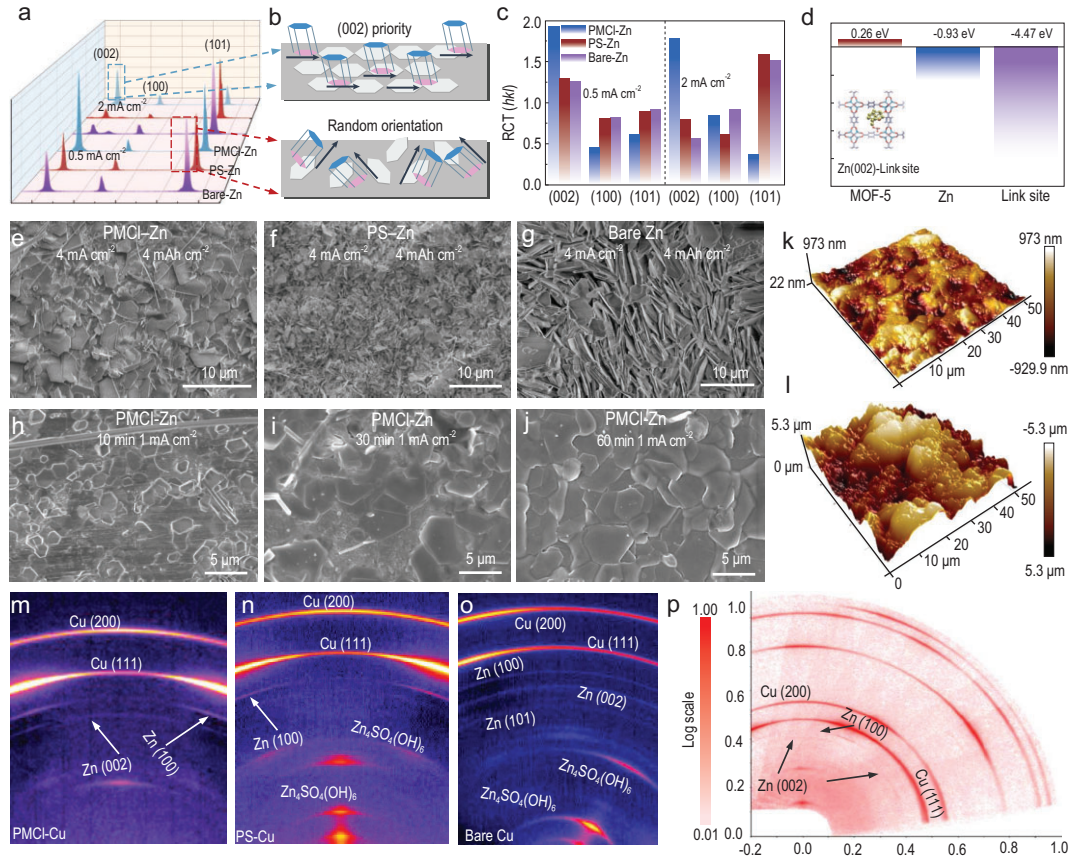 a
(002)
(101)
(100)
2 mA cm-2
0.5 mA cm-2
PMCl-Zn
PS-Zn
Bare-Zn
b
(002) priority
Random orientation
c
RCT (hkl)
2.0
1.5
1.0
0.5
0.0
PMCl-Zn
PS-Zn
Bare-Zn
0.5 mA cm-2
2 mA cm-2
(002) (100) (101) (002) (100) (101)
d
0.26 eV -0.93 eV -4.47 eV
Zn(002)-Link site
MOF-5 Zn Link site
e
PMCl–Zn
4 mA cm-2 4 mAh cm-2
10 μm
f
PS–Zn
4 mA cm-2 4 mAh cm-2
10 μm
g
Bare Zn
4 mA cm-2 4 mAh cm-2
10 μm
h
PMCl-Zn
10 min 1 mA cm-2
5 μm
i
PMCl-Zn
30 min 1 mA cm-2
5 μm
j
PMCl-Zn
60 min 1 mA cm-2
5 μm
k
973 nm
22 nm
973 nm
-929.9 nm
10 μm
20
30
40
50
l
5.3 μm
0 μm
-5.3 μm
5.3 μm
0
10 μm
20
30
40
50
m
Cu (200)
Cu (111)
Zn (002)
Zn (100)
PMCl-Cu
n
Cu (200)
Cu (111)
Zn (100)
Zn4SO4(OH)6
Zn4SO4(OH)6
PS-Cu
o
Cu (200)
Cu (111)
Zn (100)
Zn (002)
Zn (101)
Zn4SO4(OH)6
Zn4SO4(OH)6
Bare Cu
p
1.00
Log scale
0.01
1.0
0.8
0.6
0.4
0.2
0.0
Cu (200)
Zn (100)
Zn (002)
Cu (111)
-0.2 0.0 0.2 0.4 0.6 0.8 1.0